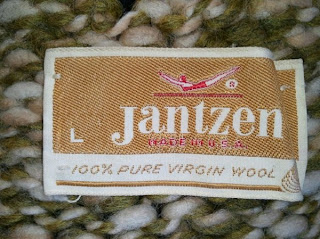 ®
L Jantzen
MADE IN U.S.A.
100% PURE VIRGIN WOOL